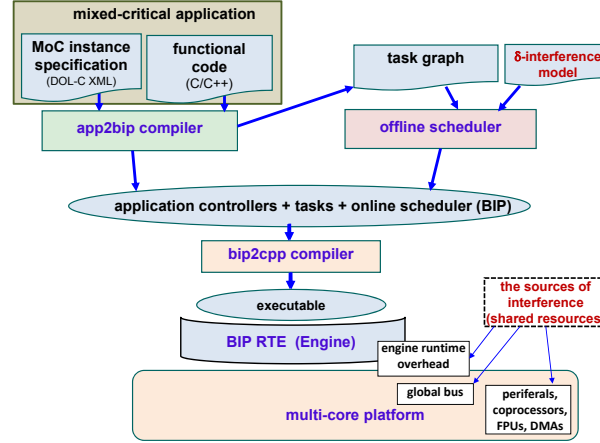 mixed-critical application
MoC instance
specification
(DOL-C XML)
functional
code
(C/C++)
task graph
δ-interference
model
app2bip compiler
offline scheduler
application controllers + tasks + online scheduler (BIP)
bip2cpp compiler
executable
the sources of
interference
(shared resources)
BIP RTE (Engine)
engine runtime
overhead
global bus
periferals,
coprocessors,
FPUs, DMAs
multi-core platform